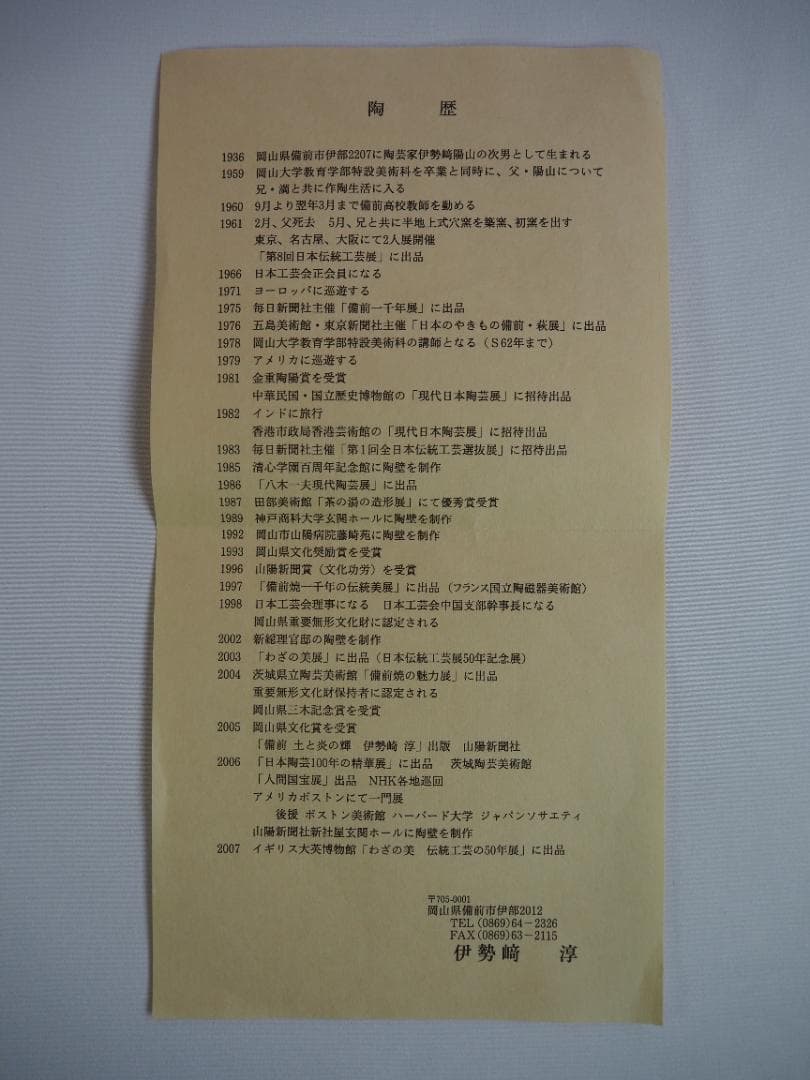 陶　歴
1936 岡山県備前市伊部2207に陶芸家伊勢﨑陽山の次男として生まれる
1959 岡山大学教育学部特設美術科を卒業と同時に、父・陽山について
兄・満と共に作陶生活に入る
1960 9月より翌年3月まで備前高校教師を勤める
1961 2月、父死去　5月、兄と共に半地上式穴窯を築窯、初窯を出す
東京、名古屋、大阪にて2人展開催
「第8回日本伝統工芸展」に出品
1966 日本工芸会正会員になる
1971 ヨーロッパに巡遊する
1975 毎日新聞社主催「備前一千年展」に出品
1976 五島美術館・東京新聞社主催「日本のやきもの備前・萩展」に出品
1978 岡山大学教育学部特設美術科の講師となる（Ｓ62年まで）
1979 アメリカに巡遊する
1981 金重陶陽賞を受賞
中華民国・国立歴史博物館の「現代日本陶芸展」に招待出品
1982 インドに旅行
香港市政局香港芸術館の「現代日本陶芸展」に招待出品
1983 毎日新聞社主催「第１回全日本伝統工芸選抜展」に招待出品
1985 清心学園百周年記念館に陶壁を制作
1986 「八木一夫現代陶芸展」に出品
1987 田部美術館「茶の湯の造形展」にて優秀賞受賞
1989 神戸商科大学玄関ホールに陶壁を制作
1992 岡山市山陽病院藤崎苑に陶壁を制作
1993 岡山県文化奨励賞を受賞
1996 山陽新聞賞（文化功労）を受賞
1997 「備前焼一千年の伝統美展」に出品（フランス国立陶磁器美術館）
1998 日本工芸会理事になる　日本工芸会中国支部幹事長になる
岡山県重要無形文化財に認定される
2002 新総理官邸の陶壁を制作
2003 「わざの美展」に出品（日本伝統工芸展50年記念展）
2004 茨城県立陶芸美術館「備前焼の魅力展」に出品
重要無形文化財保持者に認定される
岡山県三木記念賞を受賞
2005 岡山県文化賞を受賞
「備前 土と炎の輝　伊勢﨑 淳」出版　山陽新聞社
2006 「日本陶芸100年の精華展」に出品　茨城陶芸美術館
「人間国宝展」出品　NHK各地巡回
アメリカボストンにて一門展
後援 ボストン美術館 ハーバード大学 ジャパンソサエティ
山陽新聞社新社屋玄関ホールに陶壁を制作
2007 イギリス大英博物館「わざの美　伝統工芸の50年展」に出品
〒705-0001
岡山県備前市伊部2012
TEL（0869）64－2326
FAX（0869）63－2115
伊勢﨑　淳